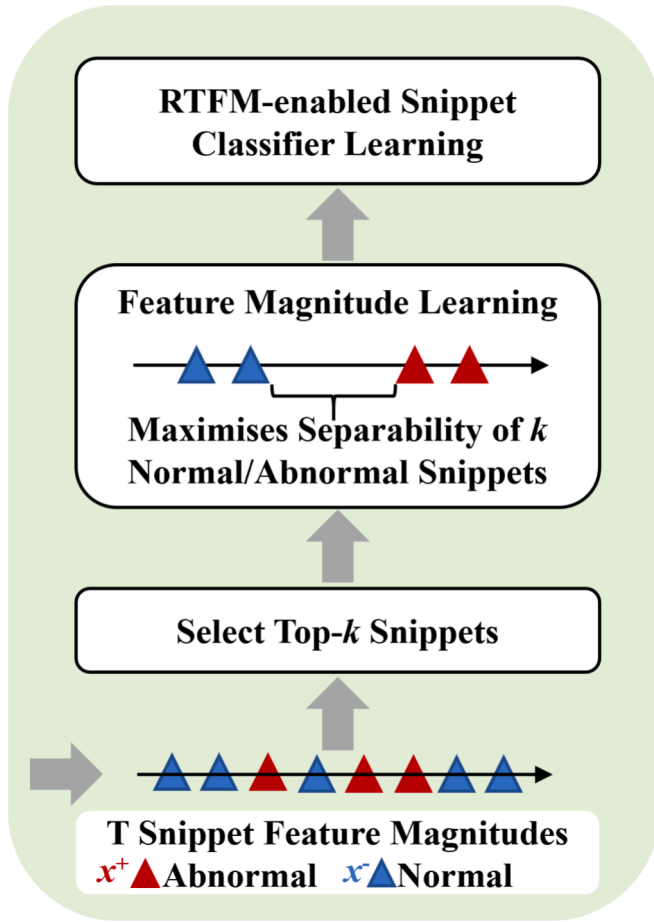 RTFM-enabled Snippet
Classifier Learning
Feature Magnitude Learning
Maximises Separability of k
Normal/Abnormal Snippets
Select Top-k Snippets
T Snippet Feature Magnitudes
x⁺ Abnormal x⁻ Normal